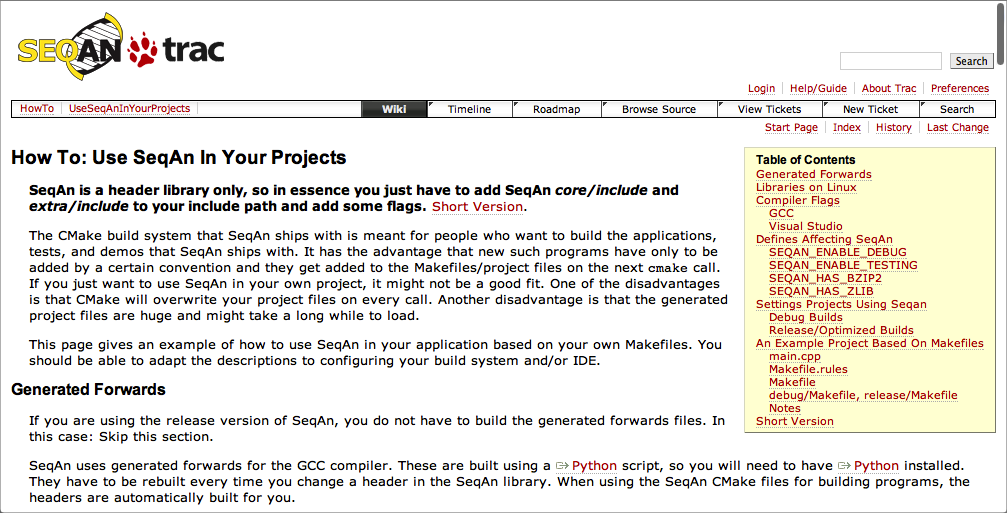 SEQAN trac
Search
Login Help/Guide About Trac Preferences
HowTo UseSeqAnInYourProjects Wiki Timeline Roadmap Browse Source View Tickets New Ticket Search
Start Page Index History Last Change
How To: Use SeqAn In Your Projects
SeqAn is a header library only, so in essence you just have to add SeqAn core/include and
extra/include to your include path and add some flags. Short Version.
The CMake build system that SeqAn ships with is meant for people who want to build the applications,
tests, and demos that SeqAn ships with. It has the advantage that new such programs have only to be
added by a certain convention and they get added to the Makefiles/project files on the next cmake call.
If you just want to use SeqAn in your own project, it might not be a good fit. One of the disadvantages
is that CMake will overwrite your project files on every call. Another disadvantage is that the generated
project files are huge and might take a long while to load.
This page gives an example of how to use SeqAn in your application based on your own Makefiles. You
should be able to adapt the descriptions to configuring your build system and/or IDE.
Table of Contents
Generated Forwards
Libraries on Linux
Compiler Flags
GCC
Visual Studio
Defines Affecting SeqAn
SEQAN_ENABLE_DEBUG
SEQAN_ENABLE_TESTING
SEQAN_HAS_BZIP2
SEQAN_HAS_ZLIB
Settings Projects Using Seqan
Debug Builds
Release/Optimized Builds
An Example Project Based On Makefiles
main.cpp
Makefile.rules
Makefile
debug/Makefile, release/Makefile
Notes
Short Version
Generated Forwards
If you are using the release version of SeqAn, you do not have to build the generated forwards files. In
this case: Skip this section.
SeqAn uses generated forwards for the GCC compiler. These are built using a Python script, so you will need to have Python installed.
They have to be rebuilt every time you change a header in the SeqAn library. When using the SeqAn CMake files for building programs, the
headers are automatically built for you.